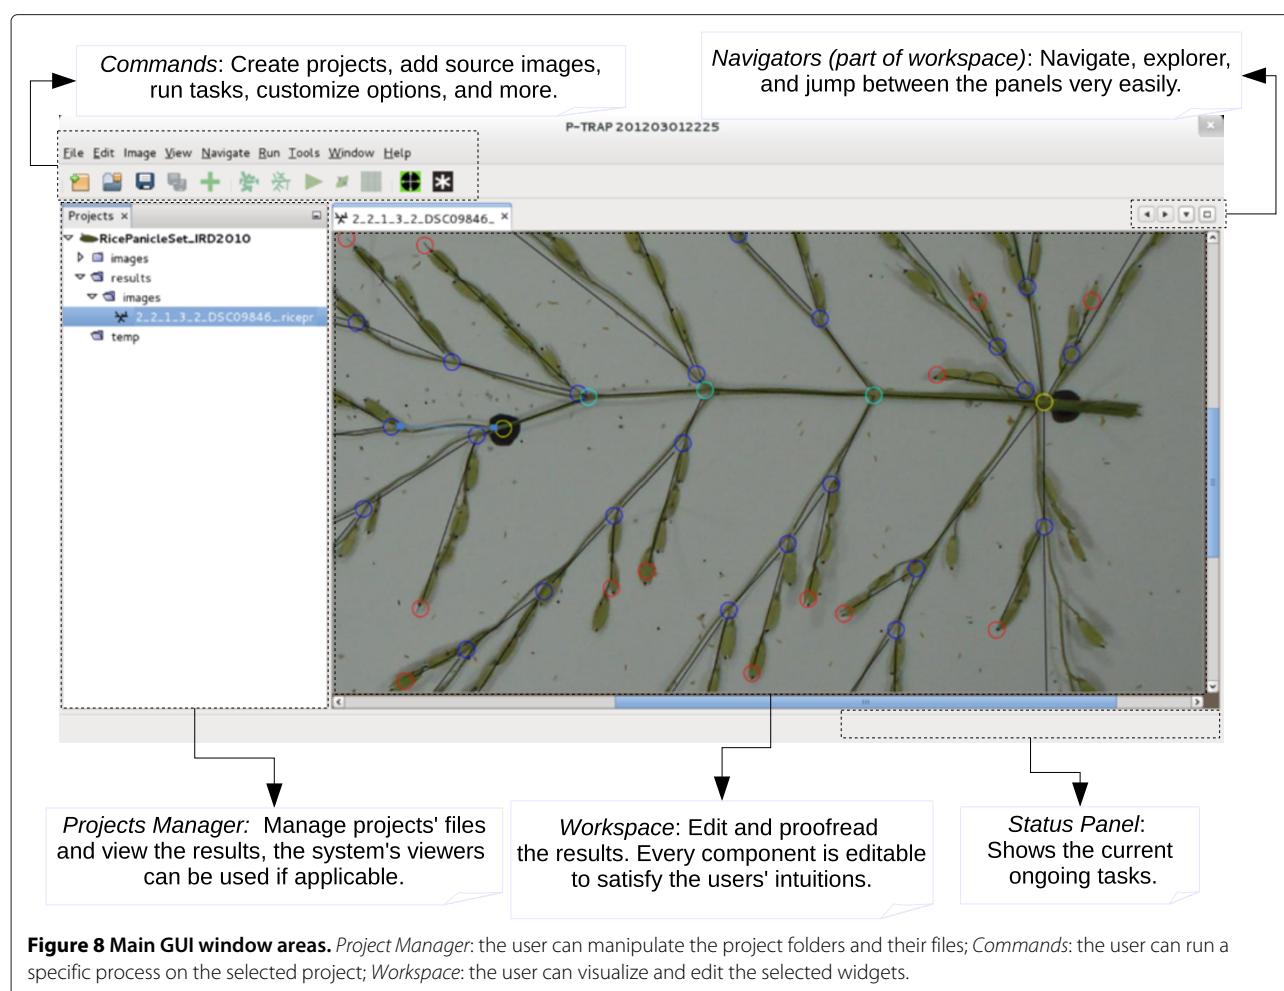 Commands: Create projects, add source images,
run tasks, customize options, and more.
Navigators (part of workspace): Navigate, explorer,
and jump between the panels very easily.
P-TRAP 201203012225
File Edit Image View Navigate Run Tools Window Help
Projects
2_2_1_3_2_DSC09846_
RicePanicleSet_IRD2010
images
results
images
2_2_1_3_2_DSC09846_.ricepr
temp
Projects Manager: Manage projects' files
and view the results, the system's viewers
can be used if applicable.
Workspace: Edit and proofread
the results. Every component is editable
to satisfy the users' intuitions.
Status Panel:
Shows the current
ongoing tasks.
Figure 8 Main GUI window areas. Project Manager: the user can manipulate the project folders and their files; Commands: the user can run a
specific process on the selected project; Workspace: the user can visualize and edit the selected widgets.